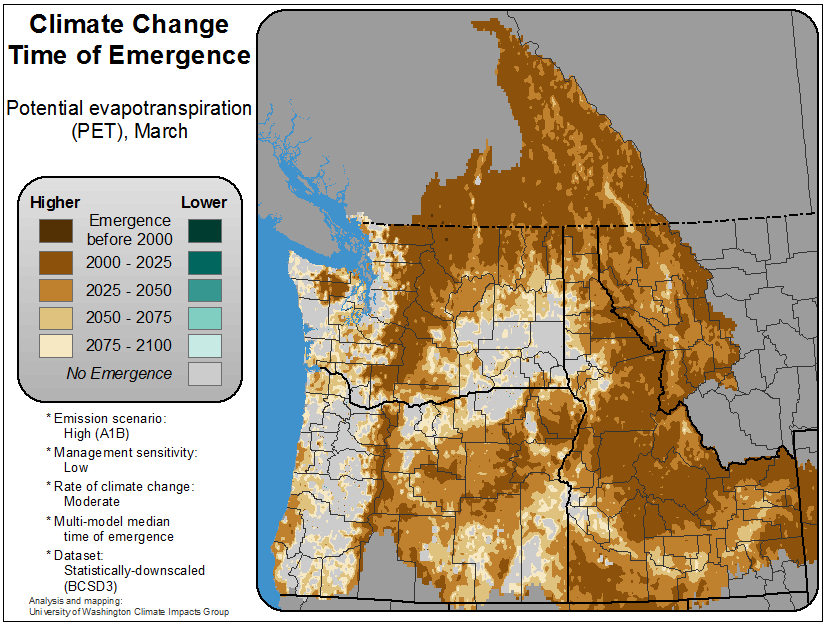 Climate Change
Time of Emergence
Potential evapotranspiration
(PET), March
Higher Lower
Emergence
before 2000
2000 - 2025
2025 - 2050
2050 - 2075
2075 - 2100
No Emergence
* Emission scenario:
High (A1B)
* Management sensitivity:
Low
* Rate of climate change:
Moderate
* Multi-model median
time of emergence
* Dataset:
Statistically-downscaled
(BCSD3)
Analysis and mapping:
University of Washington Climate Impacts Group